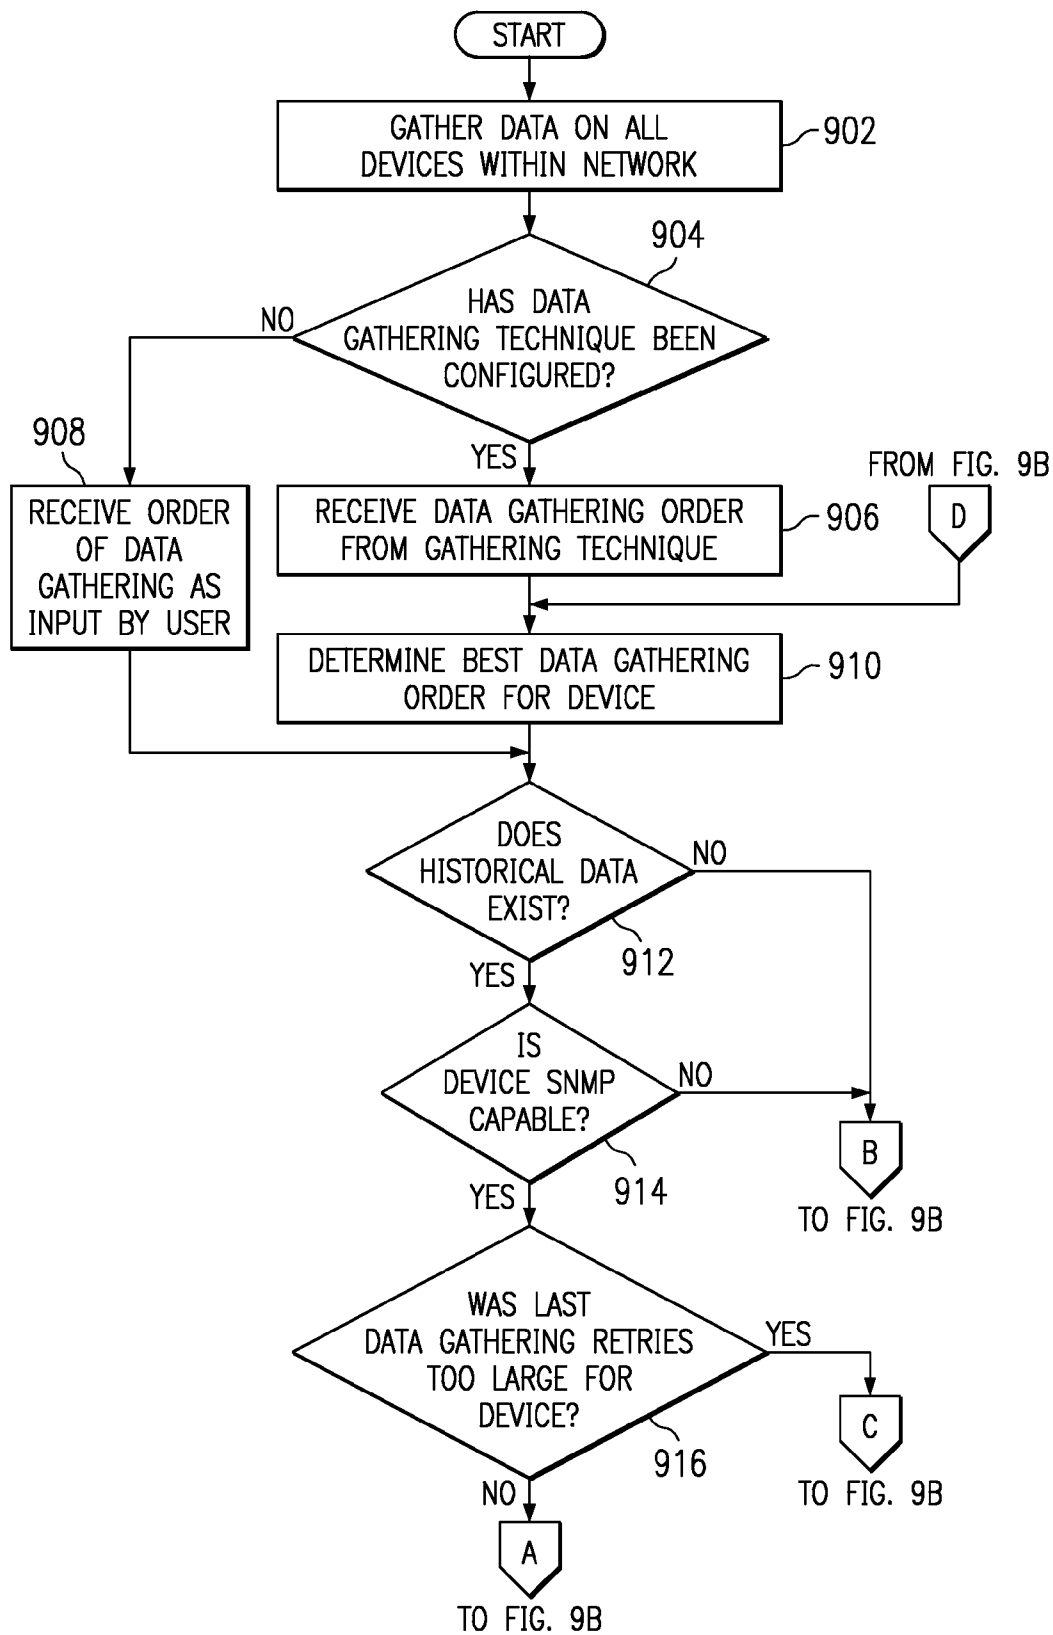 START
GATHER DATA ON ALL
DEVICES WITHIN NETWORK
902
904
HAS DATA
GATHERING TECHNIQUE BEEN
CONFIGURED?
NO
YES
908
RECEIVE ORDER
OF DATA
GATHERING AS
INPUT BY USER
RECEIVE DATA GATHERING ORDER
FROM GATHERING TECHNIQUE
906
FROM FIG. 9B
D
DETERMINE BEST DATA GATHERING
ORDER FOR DEVICE
910
DOES
HISTORICAL DATA
EXIST?
NO
912
YES
IS
DEVICE SNMP
CAPABLE?
NO
914
YES
B
TO FIG. 9B
WAS LAST
DATA GATHERING RETRIES
TOO LARGE FOR
DEVICE?
YES
916
C
TO FIG. 9B
NO
A
TO FIG. 9B